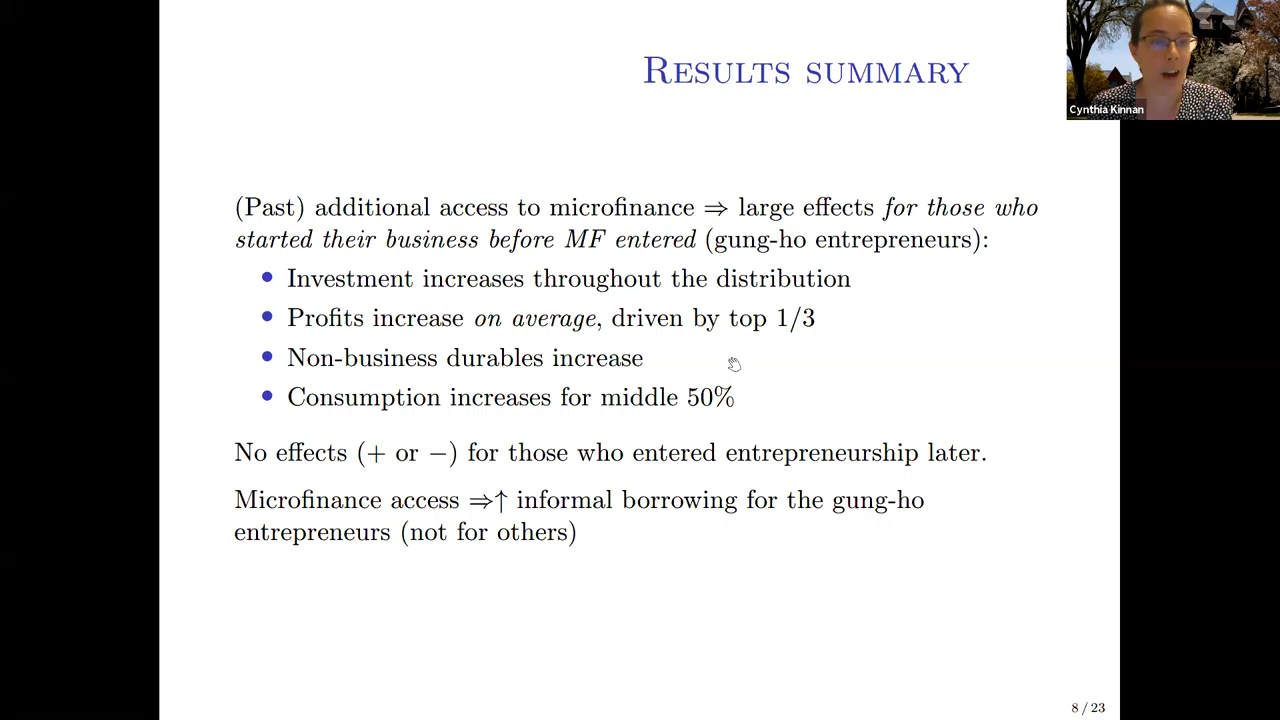 RESULTS SUMMARY
Cynthia Kinnan
(Past) additional access to microfinance ⇒ large effects for those who
started their business before MF entered (gung-ho entrepreneurs):
• Investment increases throughout the distribution
• Profits increase on average, driven by top 1/3
• Non-business durables increase
• Consumption increases for middle 50%
No effects (+ or −) for those who entered entrepreneurship later.
Microfinance access ⇒↑ informal borrowing for the gung-ho
entrepreneurs (not for others)
8 / 23